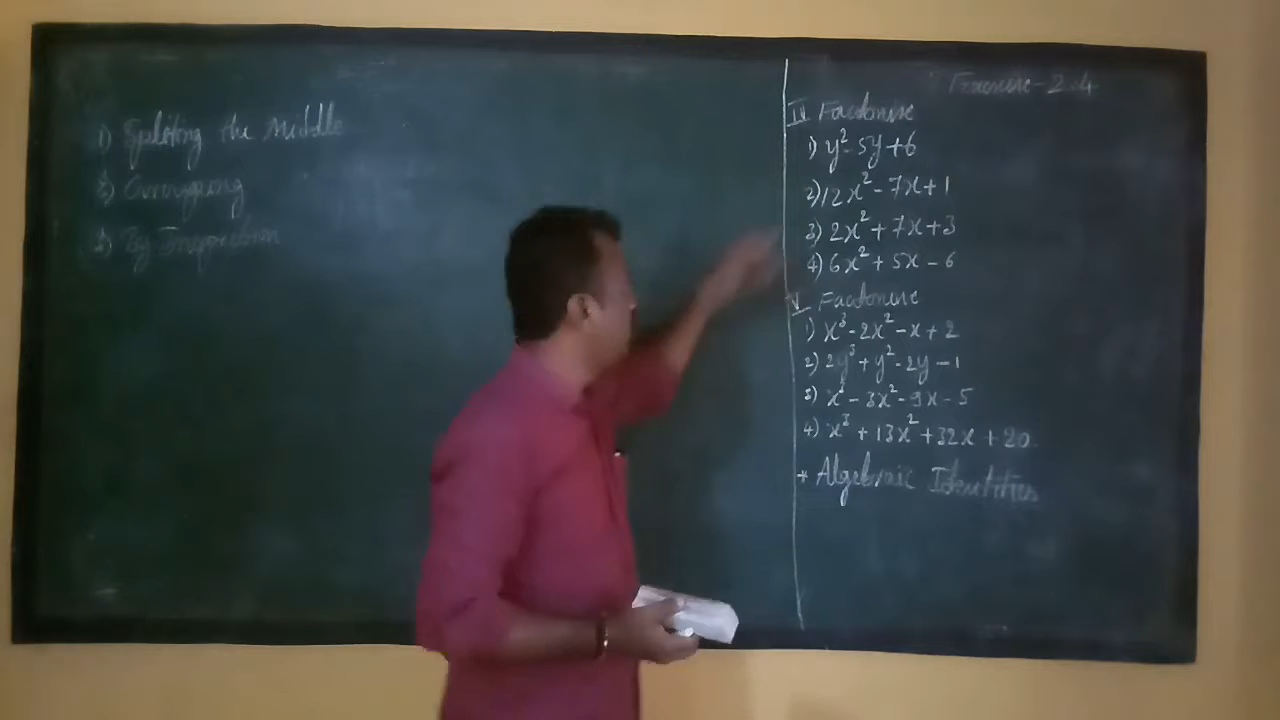 1) Spliting the Middle
2) Grouping
3) By Inspection
Exercise-2.4
IV Factorise
1) y²-5y+6
2) 12x²-7x+1
3) 2x²+7x+3
4) 6x²+5x-6
V Factorise
1) x³-2x²-x+2
2) 2y³+y²-2y-1
3) x³-3x²-9x-5
4) x³+13x²+32x+20.
* Algebraic Identities